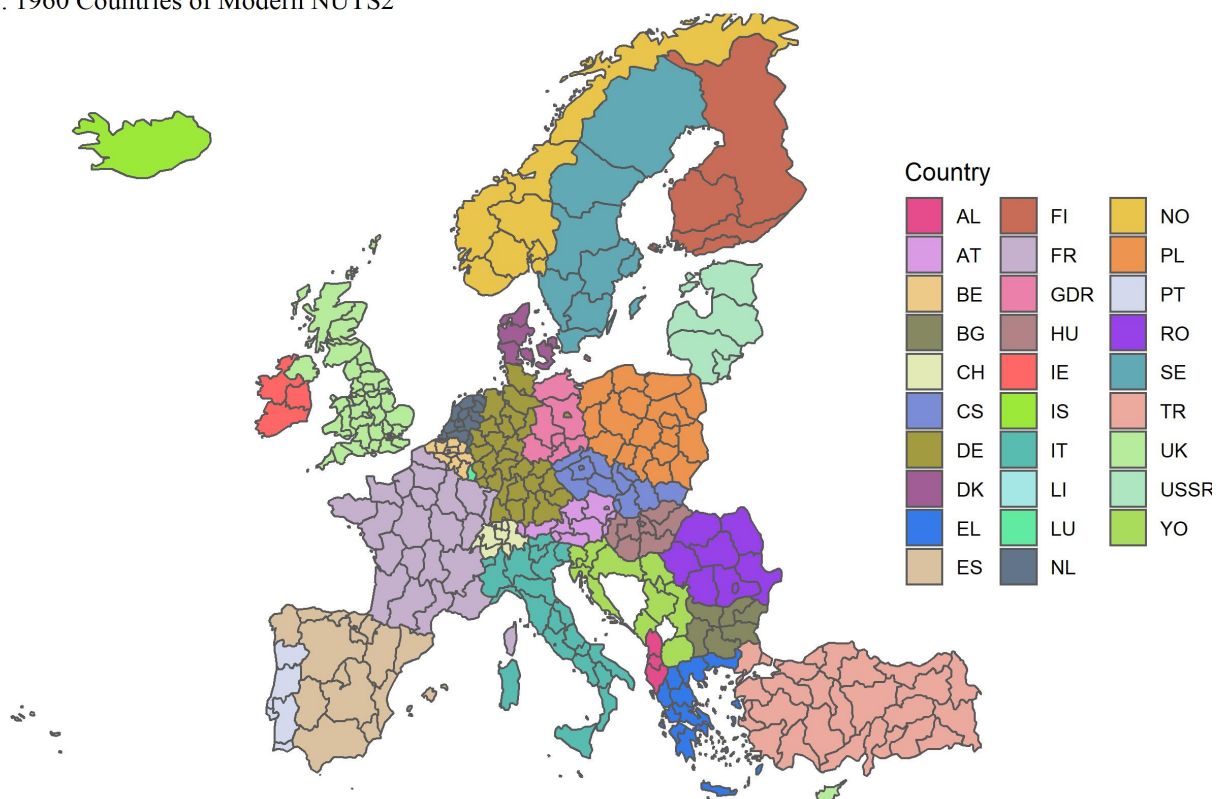 : 1960 Countries of Modern NUTS2
Country
AL FI NO
AT FR PL
BE GDR PT
BG HU RO
CH IE SE
CS IS TR
DE IT UK
DK LI USSR
EL LU YO
ES NL